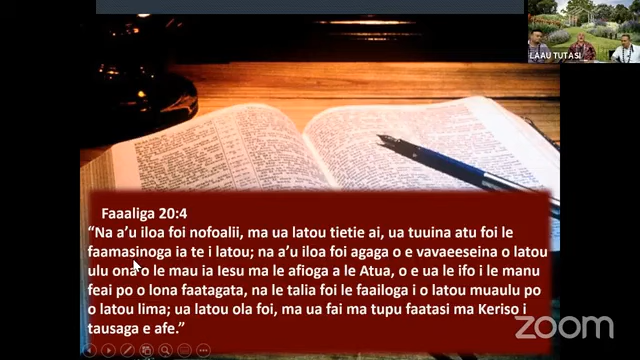 LAAU TUTASI
Faaaliga 20:4
“Na a’u iloa foi nofoalii, ma ua latou tietie ai, ua tuuina atu foi le
faamasinoga ia te i latou; na a’u iloa foi agaga o e vavaeeseina o latou
ulu ona o le mau ia Iesu ma le afioga a le Atua, o e ua le ifo i le manu
feai po o lona faatagata, na le talia foi le faailoga i o latou muaulu po
o latou lima; ua latou ola foi, ma ua fai ma tupu faatasi ma Keriso i
tausaga e afe.”
zoom